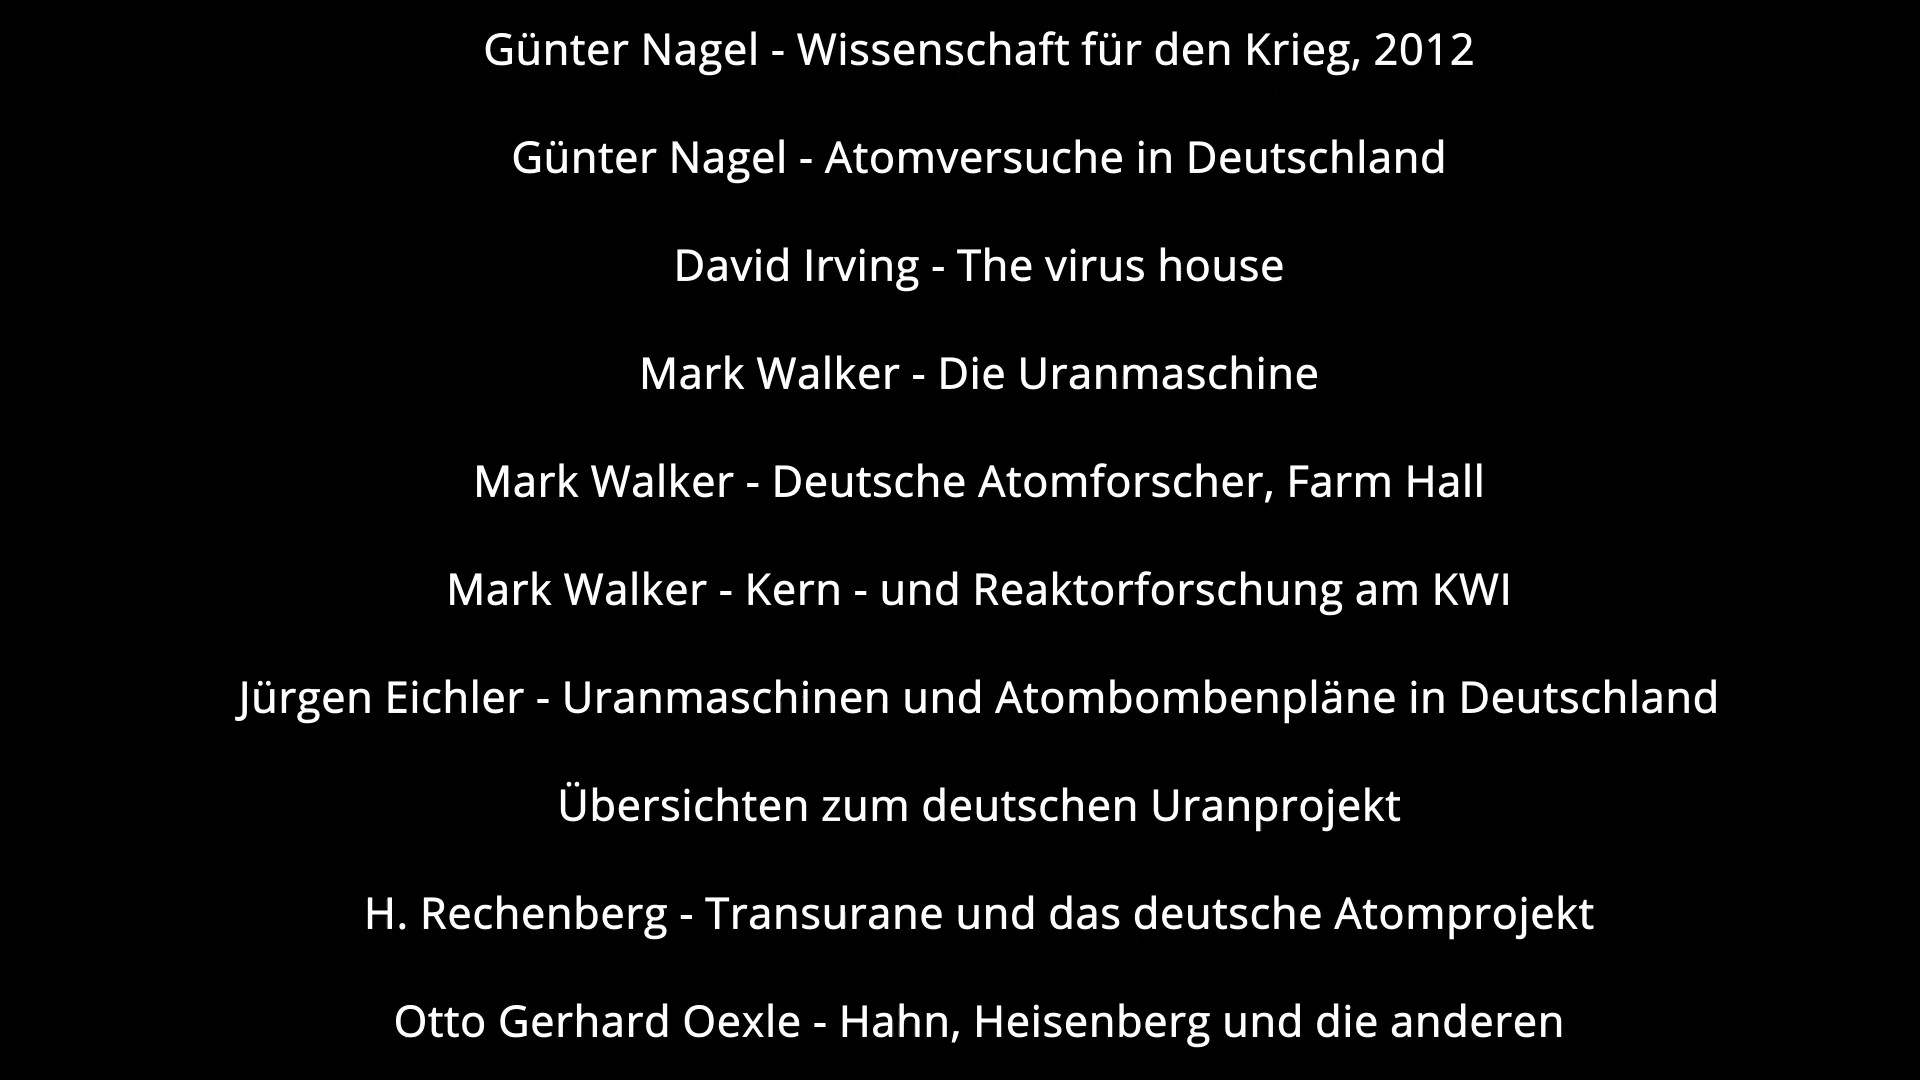 Günter Nagel - Wissenschaft für den Krieg, 2012
Günter Nagel - Atomversuche in Deutschland
David Irving - The virus house
Mark Walker - Die Uranmaschine
Mark Walker - Deutsche Atomforscher, Farm Hall
Mark Walker - Kern - und Reaktorforschung am KWI
Jürgen Eichler - Uranmaschinen und Atombombenpläne in Deutschland
Übersichten zum deutschen Uranprojekt
H. Rechenberg - Transurane und das deutsche Atomprojekt
Otto Gerhard Oexle - Hahn, Heisenberg und die anderen